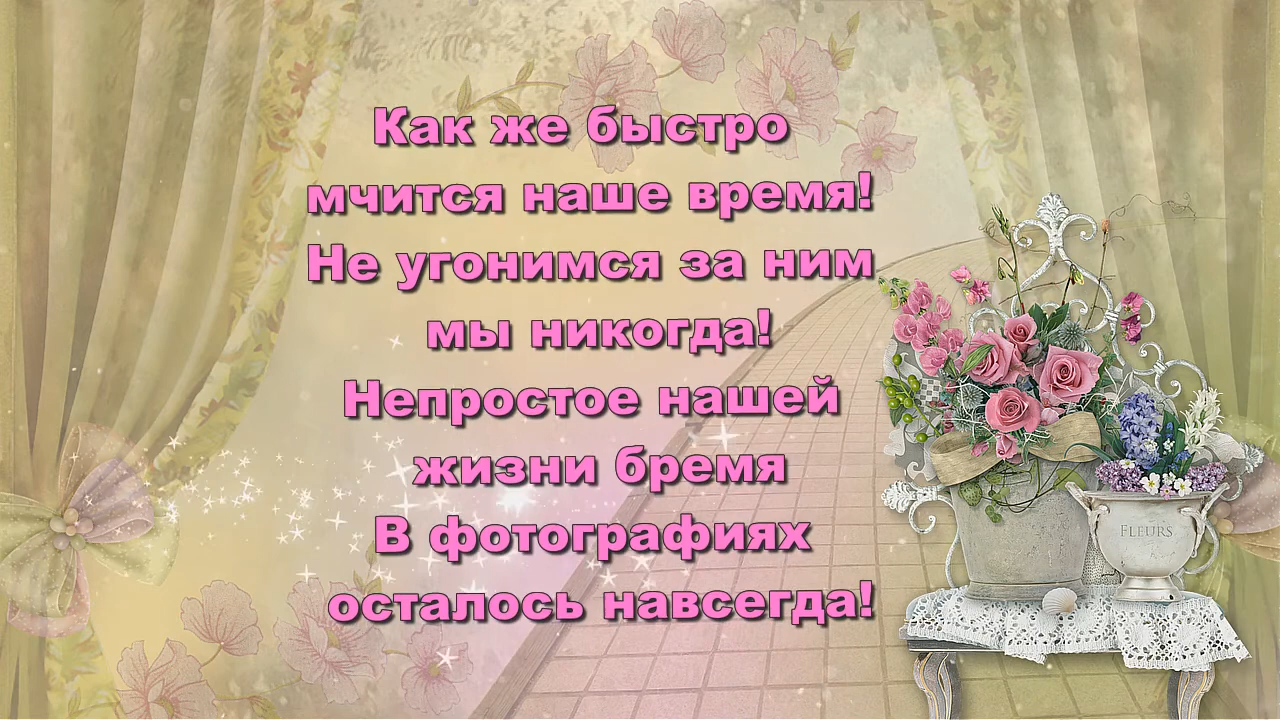 Как же быстро
мчится наше время!
Не угонимся за ним
мы никогда!
Непростое нашей
жизни бремя
В фотографиях
осталось навсегда!
FLEURS